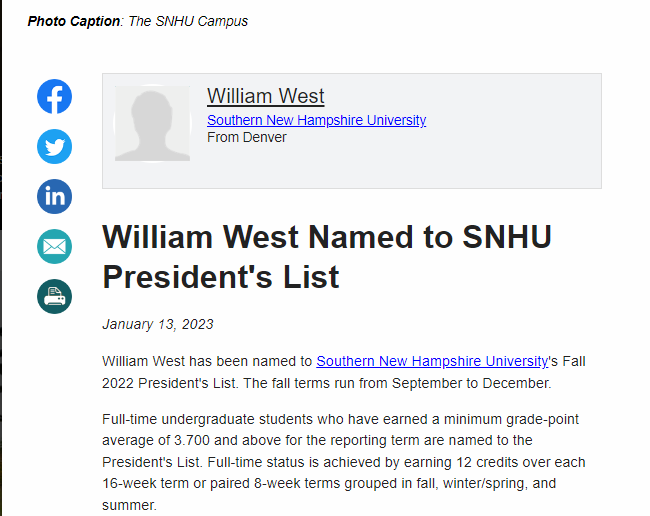 Photo Caption: The SNHU Campus
William West
Southern New Hampshire University
From Denver
William West Named to SNHU
President's List
January 13, 2023
William West has been named to Southern New Hampshire University's Fall
2022 President's List. The fall terms run from September to December.
Full-time undergraduate students who have earned a minimum grade-point
average of 3.700 and above for the reporting term are named to the
President's List. Full-time status is achieved by earning 12 credits over each
16-week term or paired 8-week terms grouped in fall, winter/spring, and
summer.